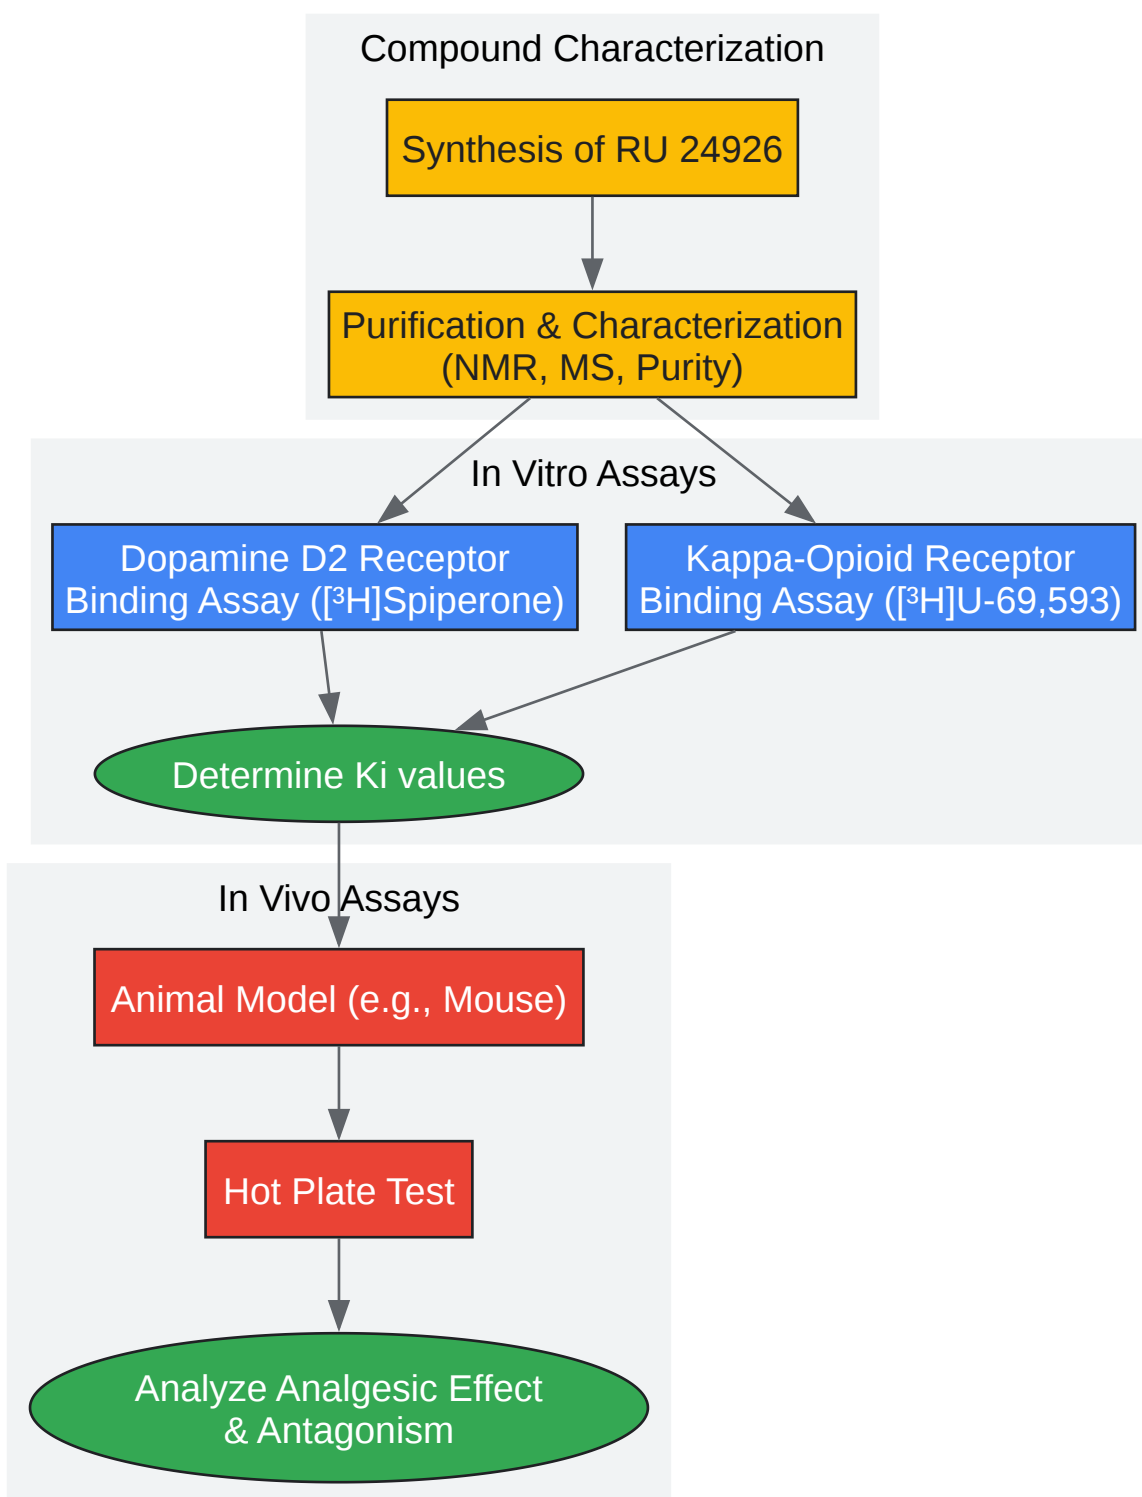 Compound Characterization
Synthesis of RU 24926
Purification & Characterization
(NMR, MS, Purity)
In Vitro Assays
Dopamine D2 Receptor
Binding Assay ([³H]Spiperone)
Kappa-Opioid Receptor
Binding Assay ([³H]U-69,593)
Determine Ki values
In Vivo Assays
Animal Model (e.g., Mouse)
Hot Plate Test
Analyze Analgesic Effect
& Antagonism